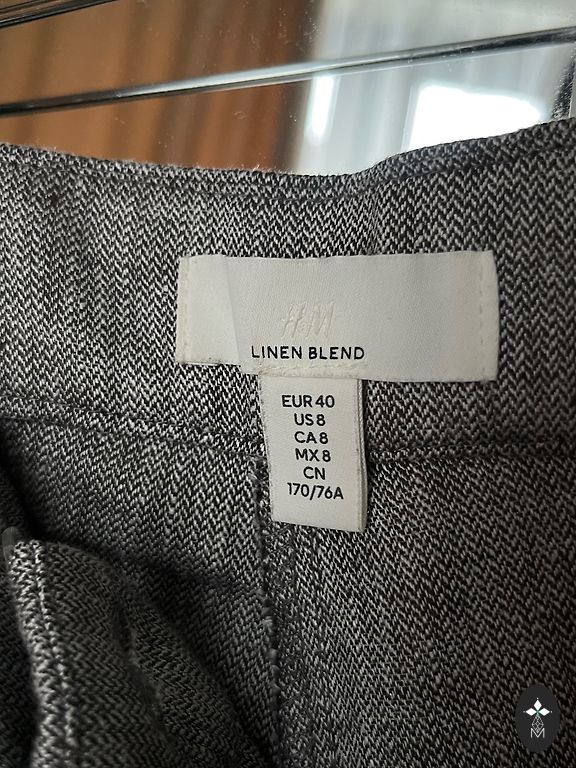 H&M
LINEN BLEND
EUR 40
US 8
CA 8
MX 8
CN
170/76A
M